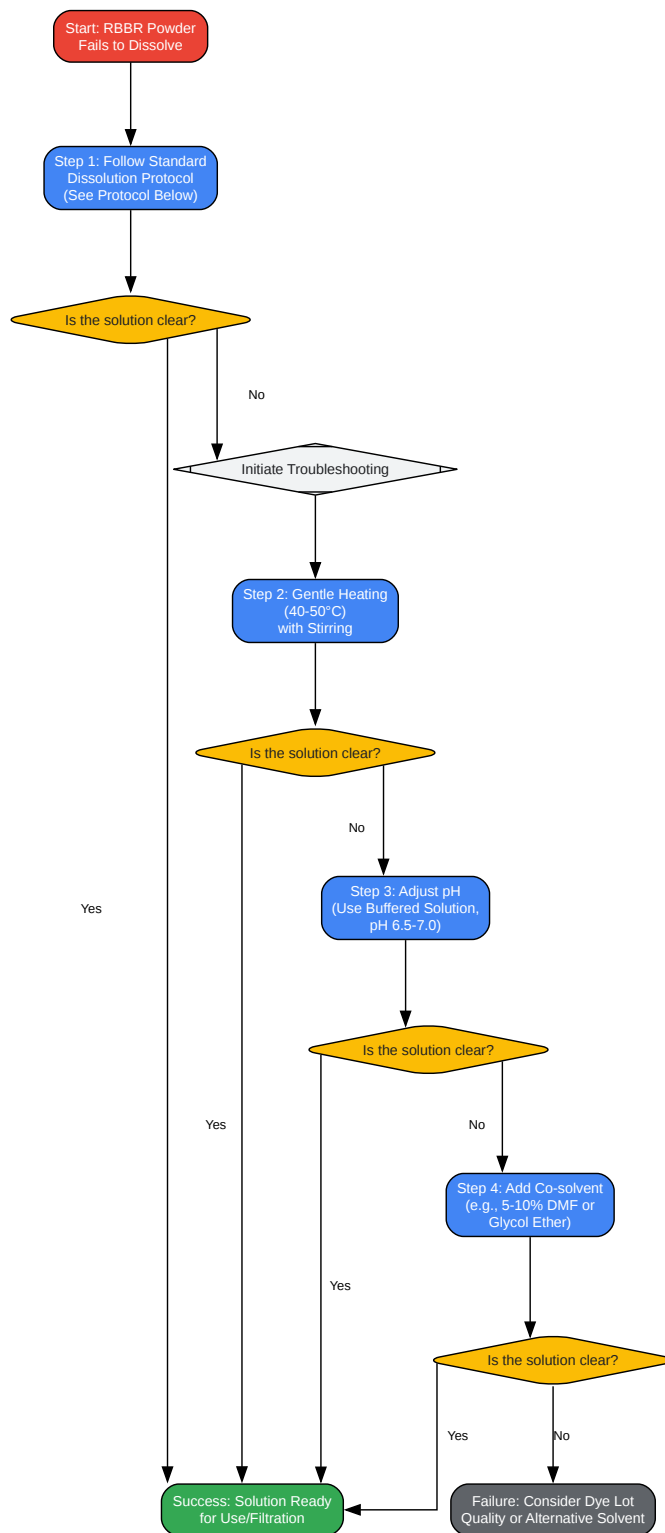 Start: RBBR Powder
Fails to Dissolve
Step 1: Follow Standard
Dissolution Protocol
(See Protocol Below)
Is the solution clear?
No
Initiate Troubleshooting
Step 2: Gentle Heating
(40-50°C)
with Stirring
Is the solution clear?
No
Step 3: Adjust pH
(Use Buffered Solution,
pH 6.5-7.0)
Yes
Is the solution clear?
Yes
No
Step 4: Add Co-solvent
(e.g., 5-10% DMF or
Glycol Ether)
Yes
Is the solution clear?
Yes
No
Success: Solution Ready
for Use/Filtration
Failure: Consider Dye Lot
Quality or Alternative Solvent